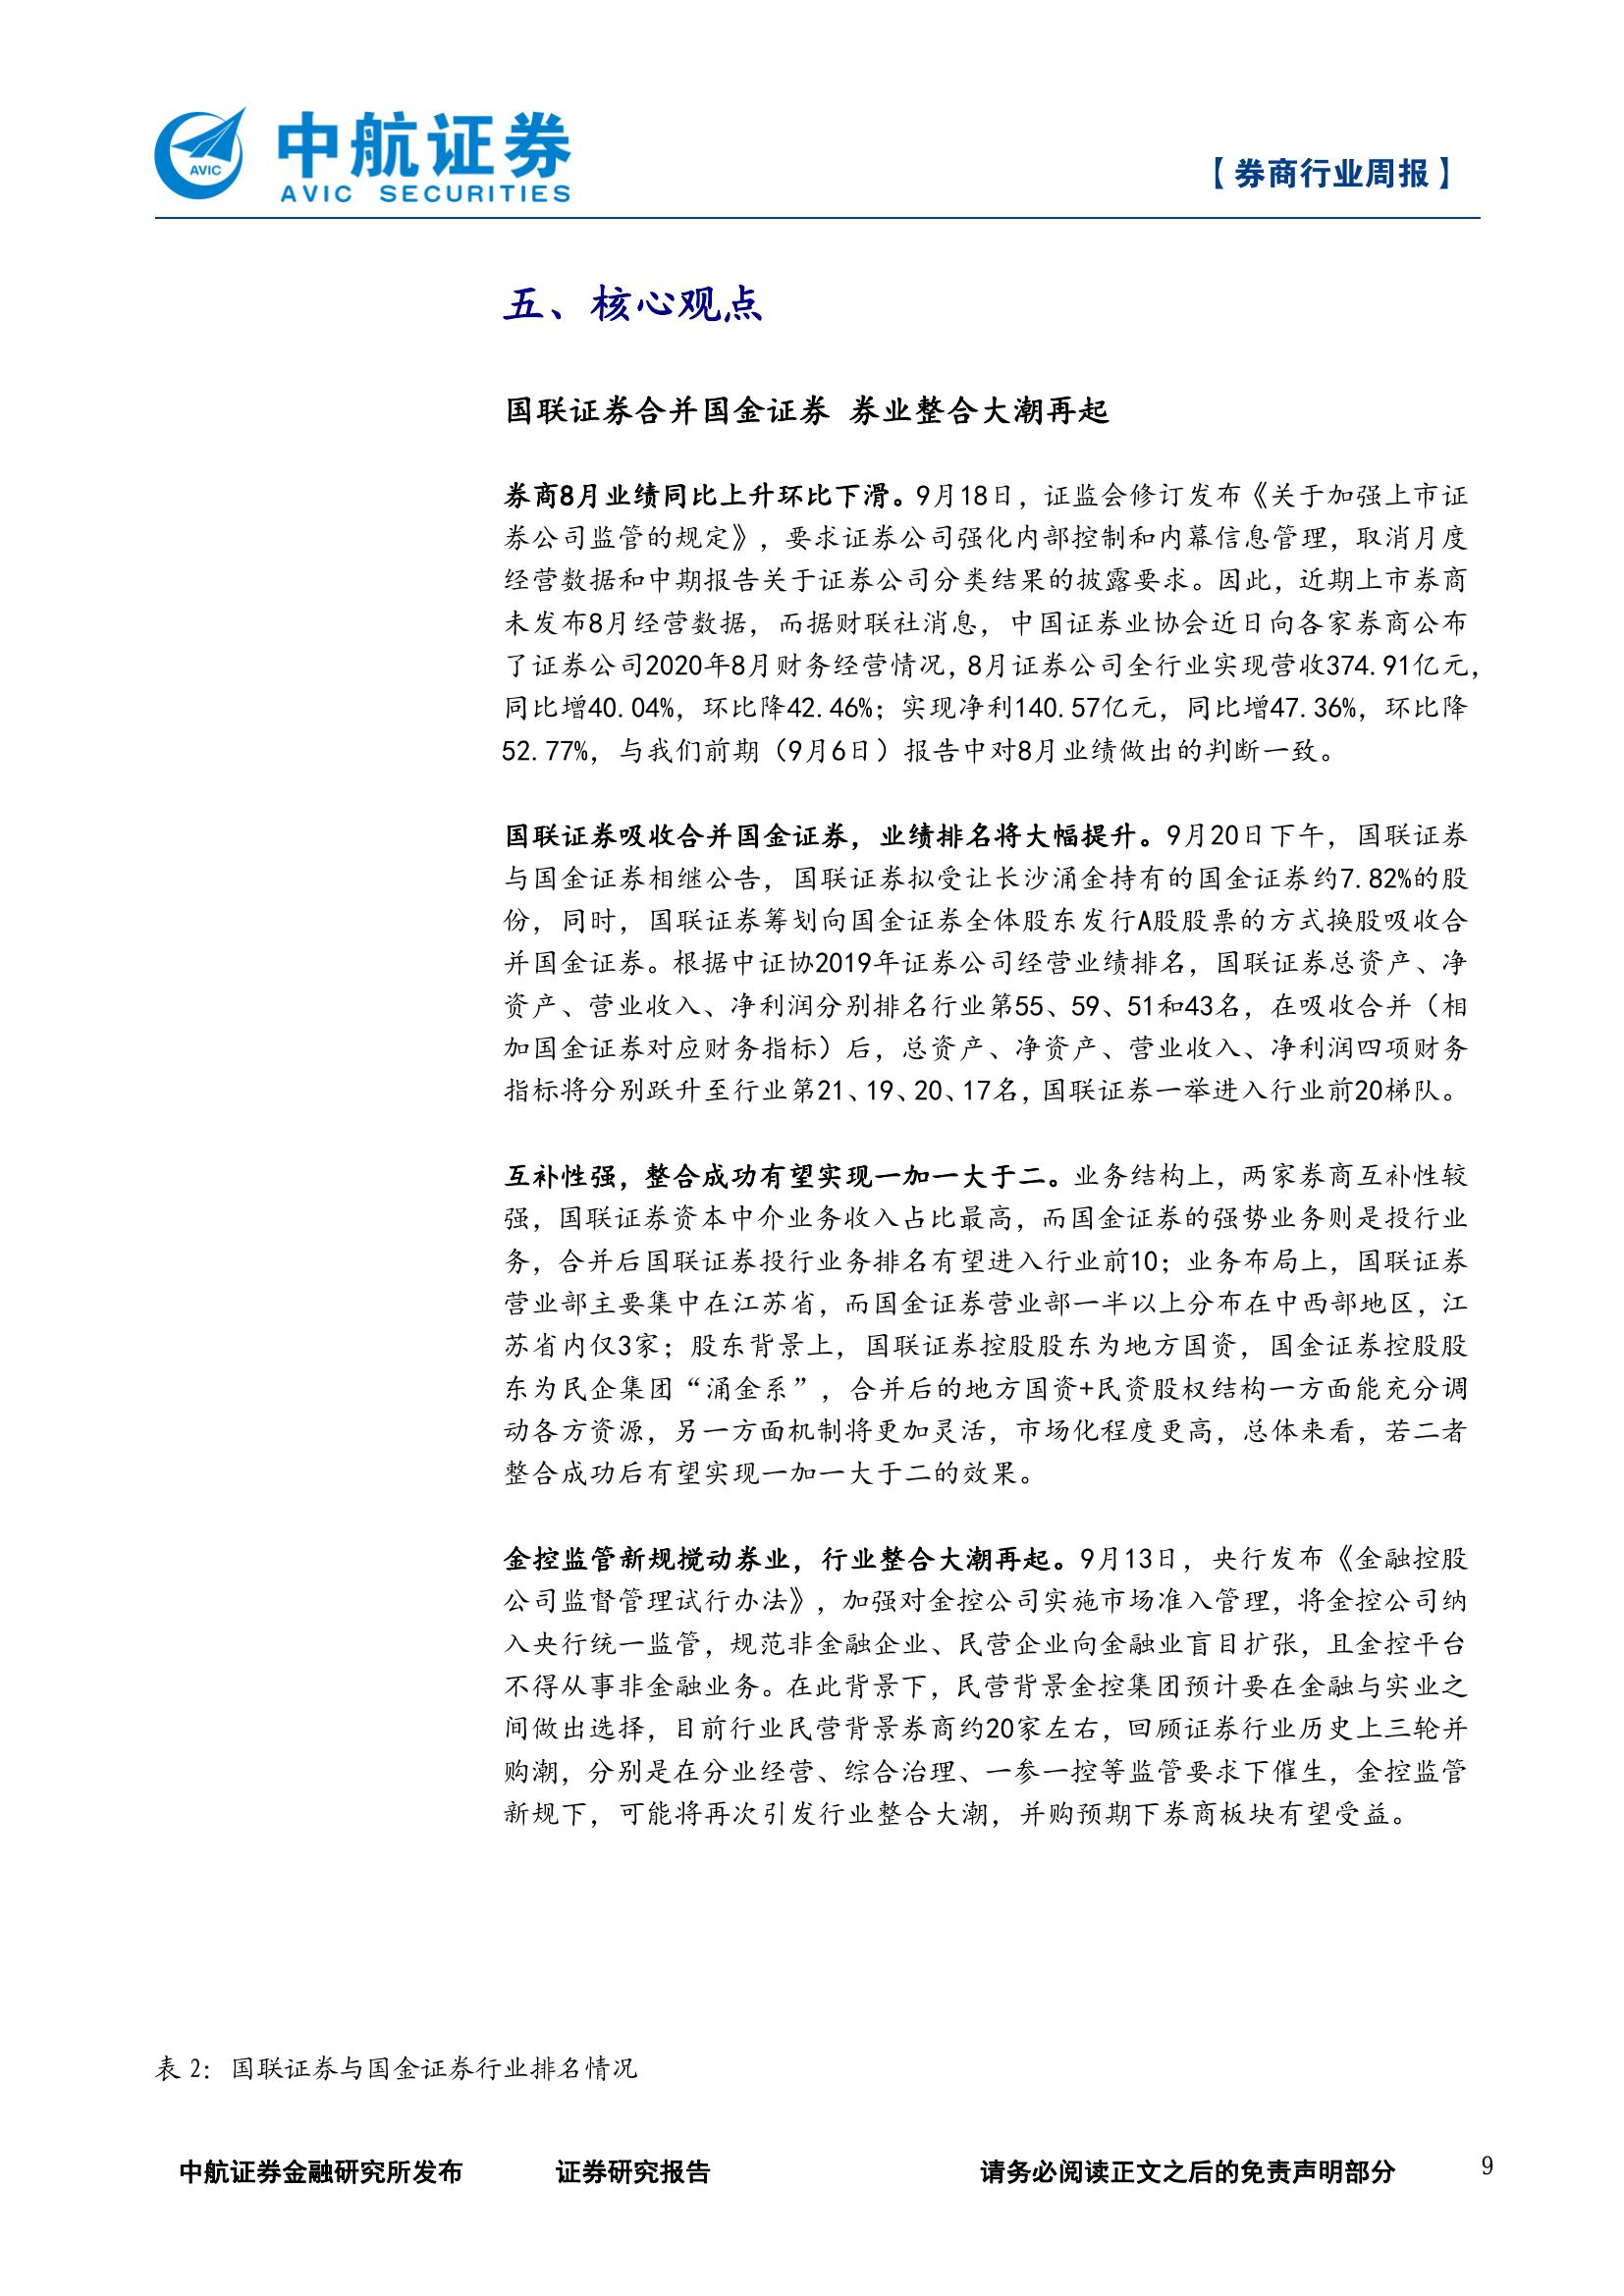 AVIC
中航证券
AVIC SECURITIES
【券商行业周报】
五、核心观点
国联证券合并国金证券 券业整合大潮再起
券商8月业绩同比上升环比下滑。9月18日，证监会修订发布《关于加强上市证
券公司监管的规定》，要求证券公司强化内部控制和内幕信息管理，取消月度
经营数据和中期报告关于证券公司分类结果的披露要求。因此，近期上市券商
未发布8月经营数据，而据财联社消息，中国证券业协会近日向各家券商公布
了证券公司2020年8月财务经营情况，8月证券公司全行业实现营收374.91亿元，
同比增40.04%，环比降42.46%；实现净利140.57亿元，同比增47.36%，环比降
52.77%，与我们前期（9月6日）报告中对8月业绩做出的判断一致。
国联证券吸收合并国金证券，业绩排名将大幅提升。9月20日下午，国联证券
与国金证券相继公告，国联证券拟受让长沙涌金持有的国金证券约7.82%的股
份，同时，国联证券筹划向国金证券全体股东发行A股股票的方式换股吸收合
并国金证券。根据中证协2019年证券公司经营业绩排名，国联证券总资产、净
资产、营业收入、净利润分别排名行业第55、59、51和43名，在吸收合并（相
加国金证券对应财务指标）后，总资产、净资产、营业收入、净利润四项财务
指标将分别跃升至行业第21、19、20、17名，国联证券一举进入行业前20梯队。
互补性强，整合成功有望实现一加一大于二。业务结构上，两家券商互补性较
强，国联证券资本中介业务收入占比最高，而国金证券的强势业务则是投行业
务，合并后国联证券投行业务排名有望进入行业前10；业务布局上，国联证券
营业部主要集中在江苏省，而国金证券营业部一半以上分布在中西部地区，江
苏省内仅3家；股东背景上，国联证券控股股东为地方国资，国金证券控股股
东为民企集团“涌金系”，合并后的地方国资+民资股权结构一方面能充分调
动各方资源，另一方面机制将更加灵活，市场化程度更高，总体来看，若二者
整合成功后有望实现一加一大于二的效果。
金控监管新规搅动券业，行业整合大潮再起。9月13日，央行发布《金融控股
公司监督管理试行办法》，加强对金控公司实施市场准入管理，将金控公司纳
入央行统一监管，规范非金融企业、民营企业向金融业盲目扩张，且金控平台
不得从事非金融业务。在此背景下，民营背景金控集团预计要在金融与实业之
间做出选择，目前行业民营背景券商约20家左右，回顾证券行业历史上三轮并
购潮，分别是在分业经营、综合治理、一参一控等监管要求下催生，金控监管
新规下，可能将再次引发行业整合大潮，并购预期下券商板块有望受益。
表 2：国联证券与国金证券行业排名情况
中航证券金融研究所发布 证券研究报告 请务必阅读正文之后的免责声明部分 9